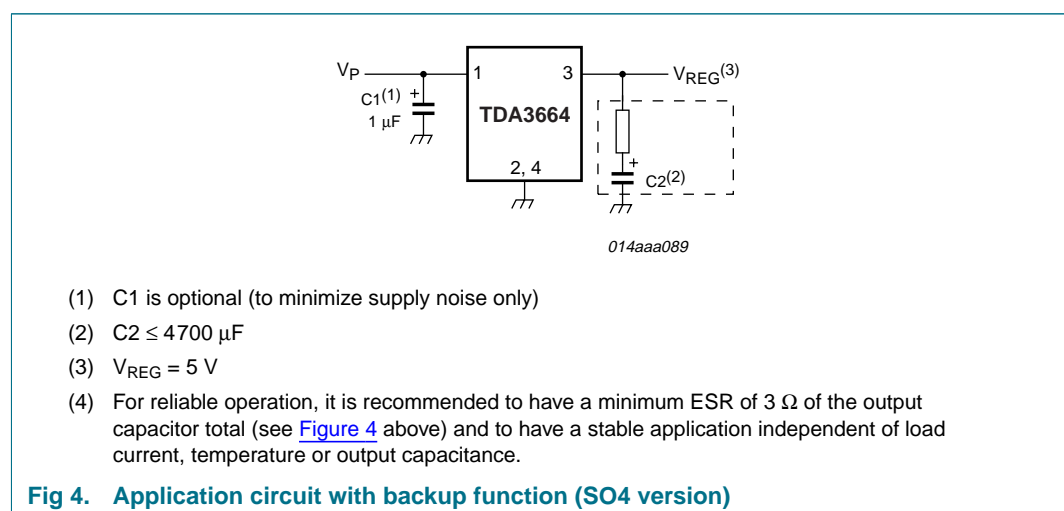 V_P 1 3 V_REG(3)
C1(1) +
1 μF
TDA3664
2, 4
+
C2(2)
014aaa089
(1) C1 is optional (to minimize supply noise only)
(2) C2 ≤ 4700 μF
(3) V_REG = 5 V
(4) For reliable operation, it is recommended to have a minimum ESR of 3 Ω of the output
capacitor total (see Figure 4 above) and to have a stable application independent of load
current, temperature or output capacitance.
Fig 4. Application circuit with backup function (SO4 version)